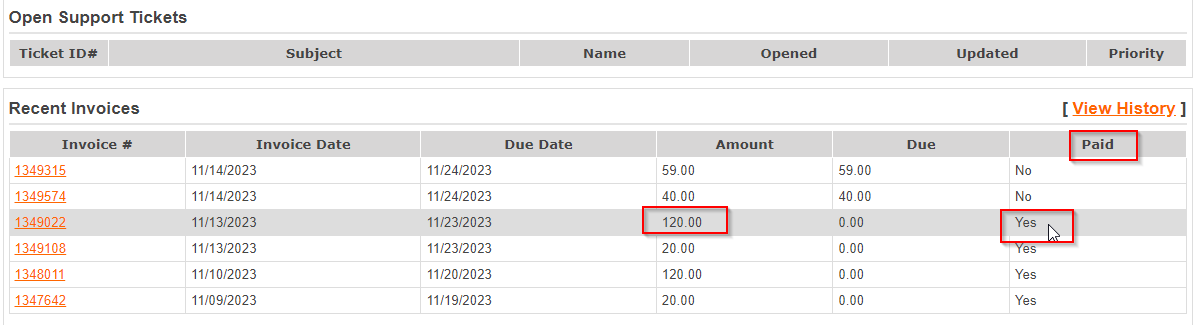 Open Support Tickets
Ticket ID# Subject Name Opened Updated Priority
Recent Invoices [ View History ]
Invoice # Invoice Date Due Date Amount Due Paid
1349315 11/14/2023 11/24/2023 59.00 59.00 No
1349574 11/14/2023 11/24/2023 40.00 40.00 No
1349022 11/13/2023 11/23/2023 120.00 0.00 Yes
1349108 11/13/2023 11/23/2023 20.00 0.00 Yes
1348011 11/10/2023 11/20/2023 120.00 0.00 Yes
1347642 11/09/2023 11/19/2023 20.00 0.00 Yes